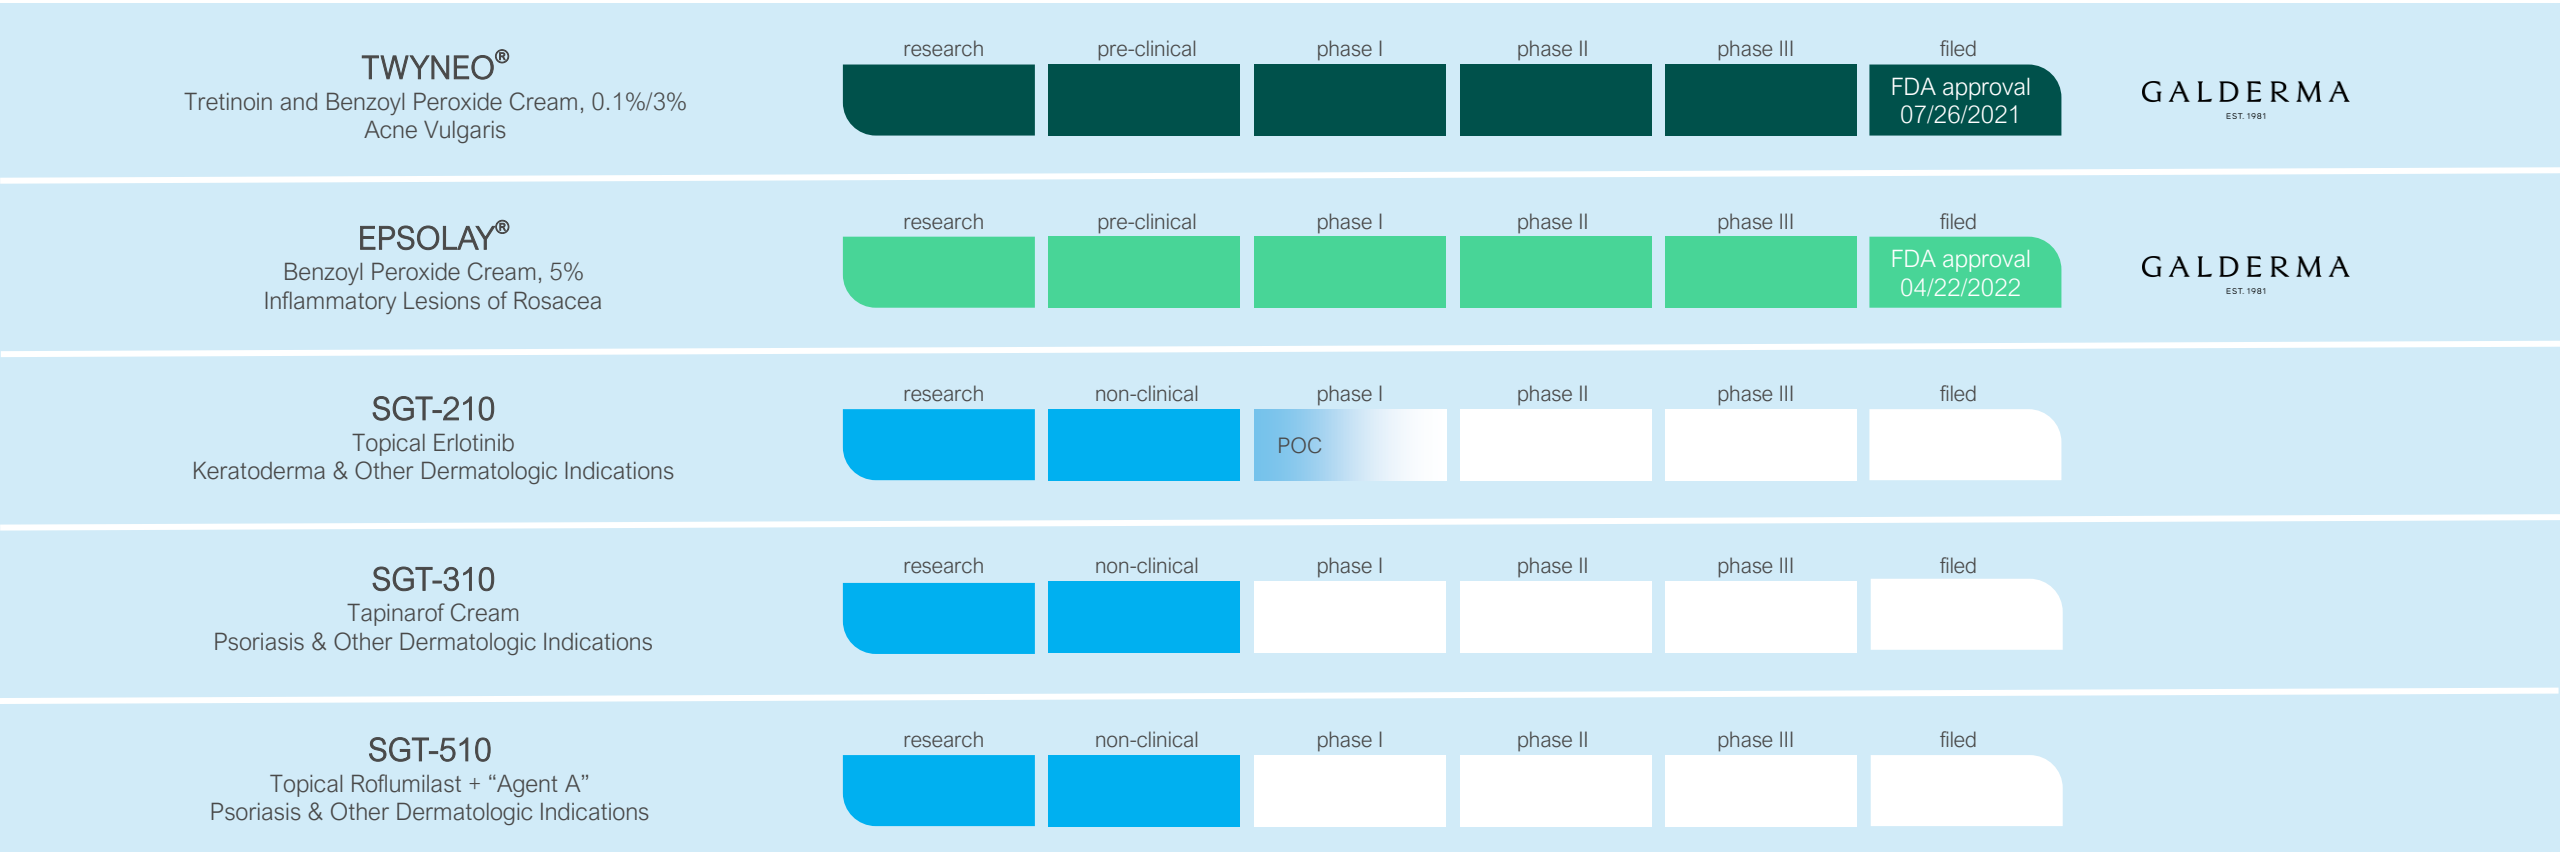 TWYNEO®
Tretinoin and Benzoyl Peroxide Cream, 0.1%/3%
Acne Vulgaris
research pre-clinical phase I phase II phase III filed
FDA approval
07/26/2021
GALDERMA
EST. 1981
EPSOLAY®
Benzoyl Peroxide Cream, 5%
Inflammatory Lesions of Rosacea
research pre-clinical phase I phase II phase III filed
FDA approval
04/22/2022
GALDERMA
EST. 1981
SGT-210
Topical Erlotinib
Keratoderma & Other Dermatologic Indications
research non-clinical phase I phase II phase III filed
POC
SGT-310
Tapinarof Cream
Psoriasis & Other Dermatologic Indications
research non-clinical phase I phase II phase III filed
SGT-510
Topical Roflumilast + “Agent A”
Psoriasis & Other Dermatologic Indications
research non-clinical phase I phase II phase III filed